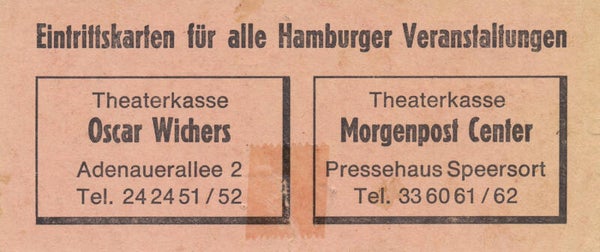 Eintrittskarten für alle Hamburger Veranstaltungen
Theaterkasse
Oscar Wichers
Adenauerallee 2
Tel. 24 24 51 / 52
Theaterkasse
Morgenpost Center
Pressehaus Speersort
Tel. 33 60 61 / 62